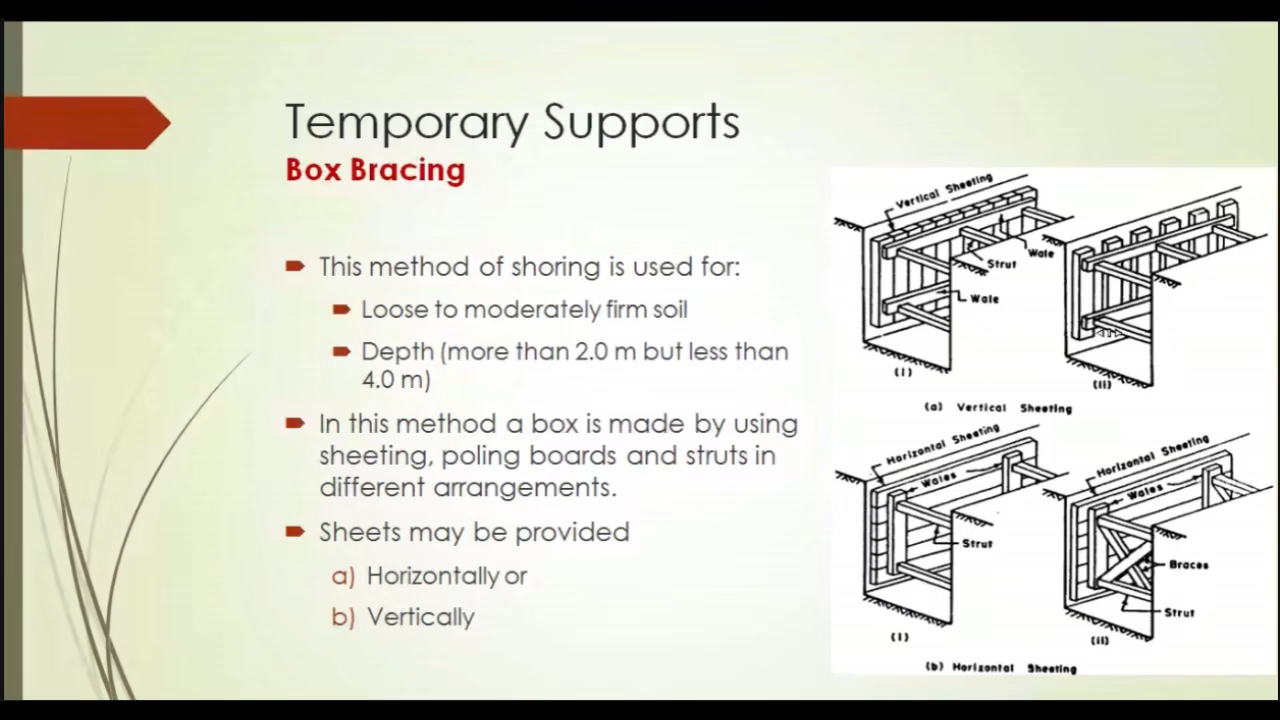 Temporary Supports
Box Bracing
This method of shoring is used for:
Loose to moderately firm soil
Depth (more than 2.0 m but less than
4.0 m)
In this method a box is made by using
sheeting, poling boards and struts in
different arrangements.
Sheets may be provided
a) Horizontally or
b) Vertically
Vertical Sheeting
Wale
Strut
Wale
(i)
(ii)
(a) Vertical Sheeting
Horizontal Sheeting
Wales
Strut
(i)
Horizontal Sheeting
Wales
Braces
Strut
(ii)
(b) Horizontal Sheeting